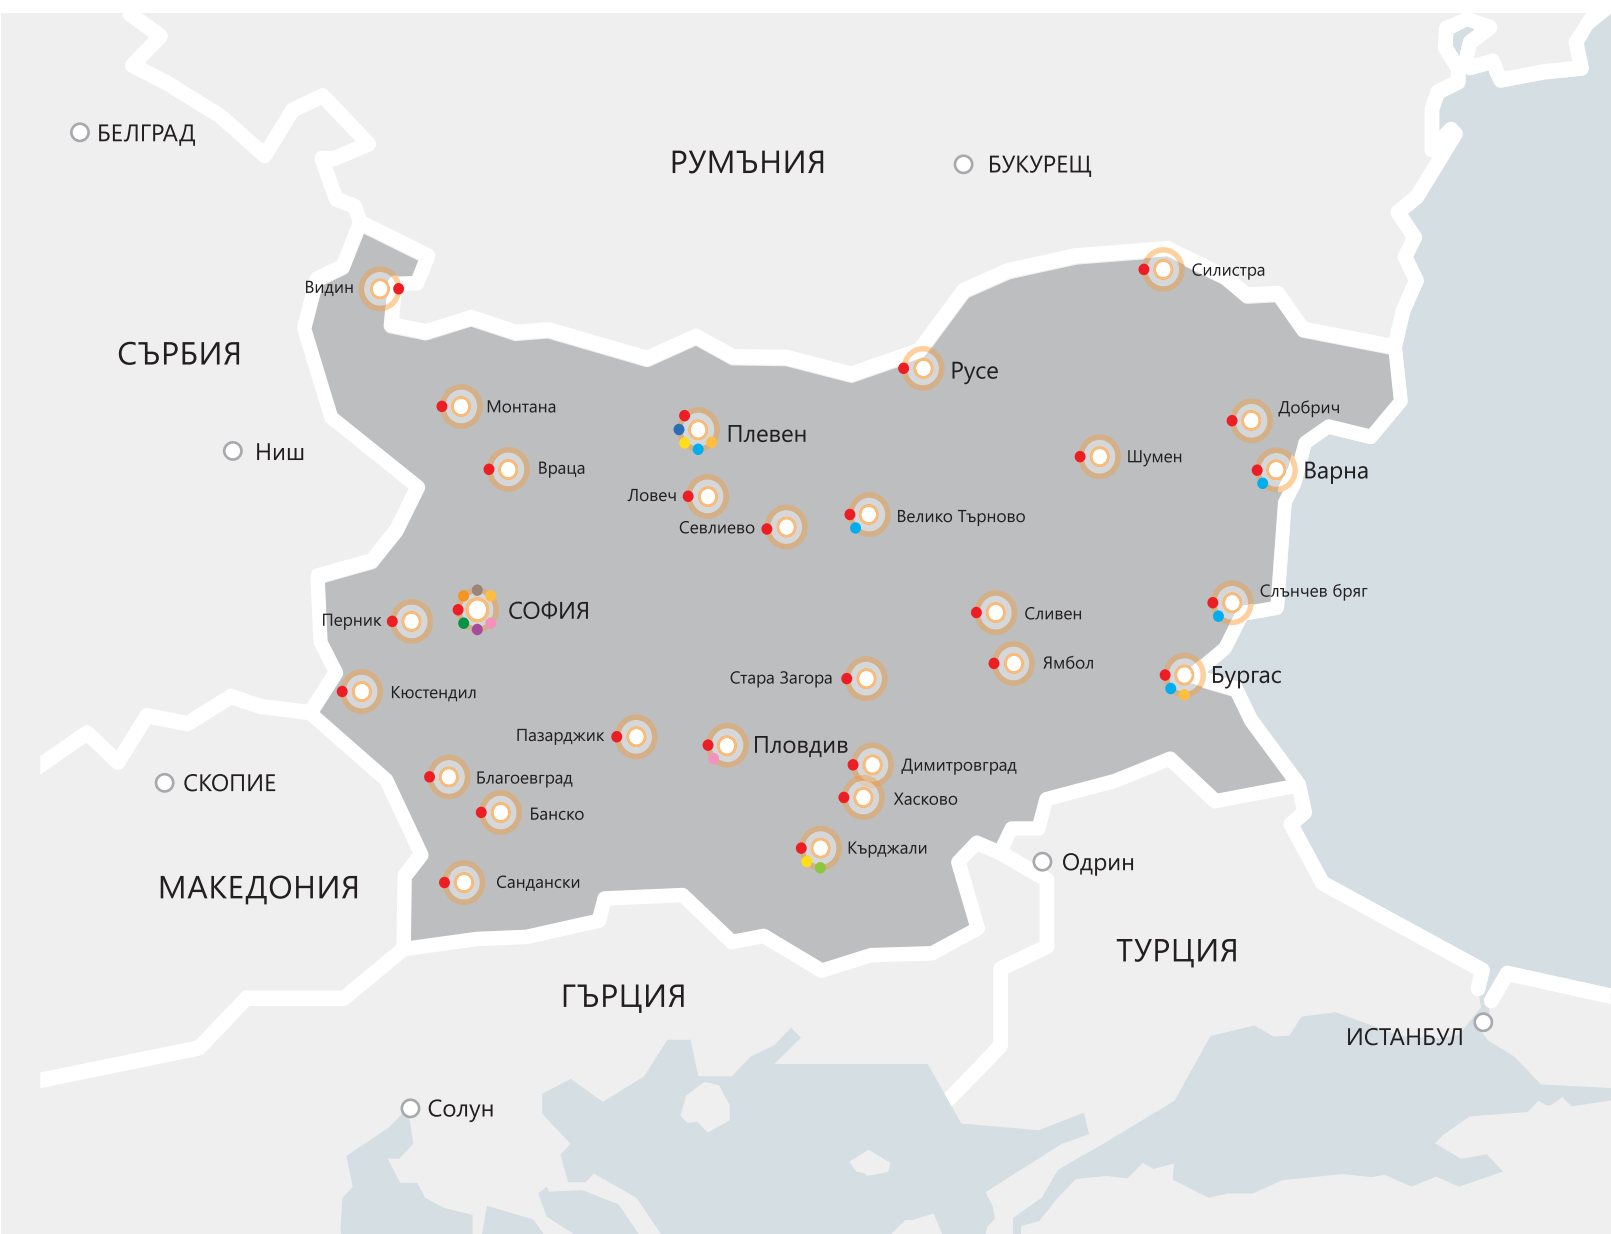 БЕЛГРАД
РУМЪНИЯ
БУКУРЕЩ
Силистра
Видин
СЪРБИЯ
Русе
Монтана
Добрич
Плевен
Ниш
Враца
Шумен
Варна
Ловеч
Севлиево
Велико Търново
Слънчев бряг
Перник
СОФИЯ
Сливен
Ямбол
Стара Загора
Бургас
Кюстендил
Пазарджик
Пловдив
Димитровград
СКОПИЕ
Благоевград
Хасково
Банско
Кърджали
Одрин
МАКЕДОНИЯ
Сандански
ТУРЦИЯ
ГЪРЦИЯ
ИСТАНБУЛ
Солун